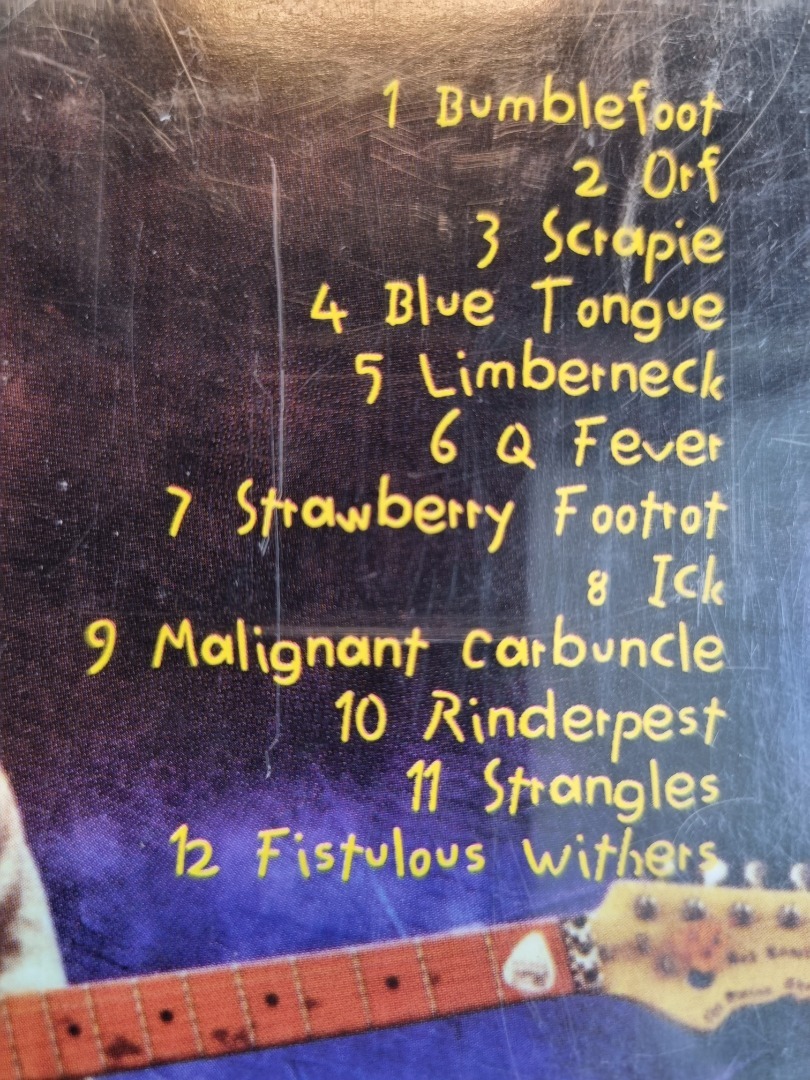 1 Bumblefoot
2 Orf
3 Scrapie
4 Blue Tongue
5 Limberneck
6 Q Fever
7 Strawberry Footrot
8 Ick
9 Malignant Carbuncle
10 Rinderpest
11 Strangles
12 Fistulous Withers